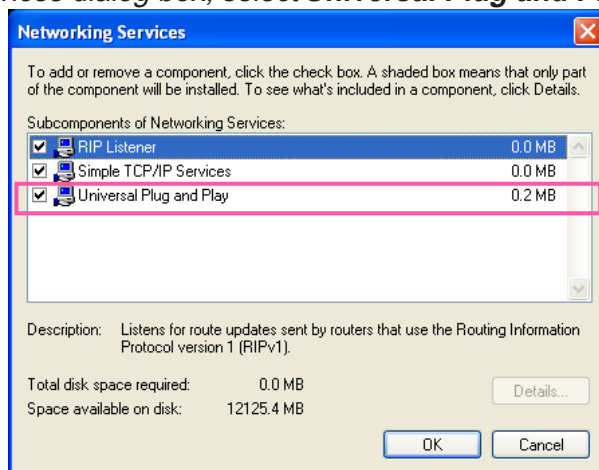 Networking Services
To add or remove a component, click the check box. A shaded box means that only part
of the component will be installed. To see what's included in a component, click Details.
Subcomponents of Networking Services:
RIP Listener 0.0 MB
Simple TCP/IP Services 0.0 MB
Universal Plug and Play 0.2 MB
Description: Listens for route updates sent by routers that use the Routing Information
Protocol version 1 (RIPv1).
Total disk space required: 0.0 MB
Details...
Space available on disk: 12125.4 MB
OK Cancel